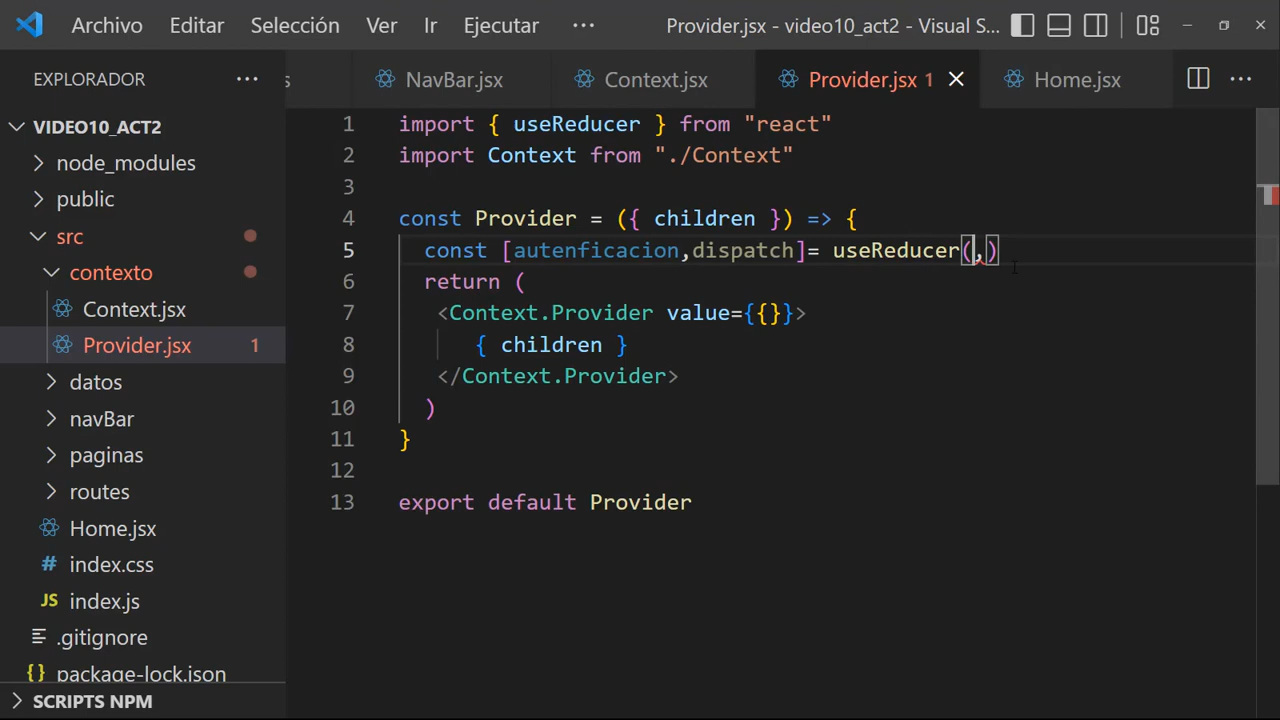 Archivo Editar Selección Ver Ir Ejecutar ··· Provider.jsx - video10_act2 - Visual S...
EXPLORADOR ···
s NavBar.jsx Context.jsx Provider.jsx 1 Home.jsx ···
VIDEO10_ACT2
node_modules
public
src
contexto
Context.jsx
Provider.jsx 1
datos
navBar
paginas
routes
Home.jsx
# index.css
JS index.js
.gitignore
{} package-lock.json
SCRIPTS NPM
1 import { useReducer } from "react"
2 import Context from "./Context"
3
4 const Provider = ({ children }) => {
5 const [autenficacion,dispatch]= useReducer(,)
6 return (
7 <Context.Provider value={{}}>
8 { children }
9 </Context.Provider>
10 )
11 }
12
13 export default Provider